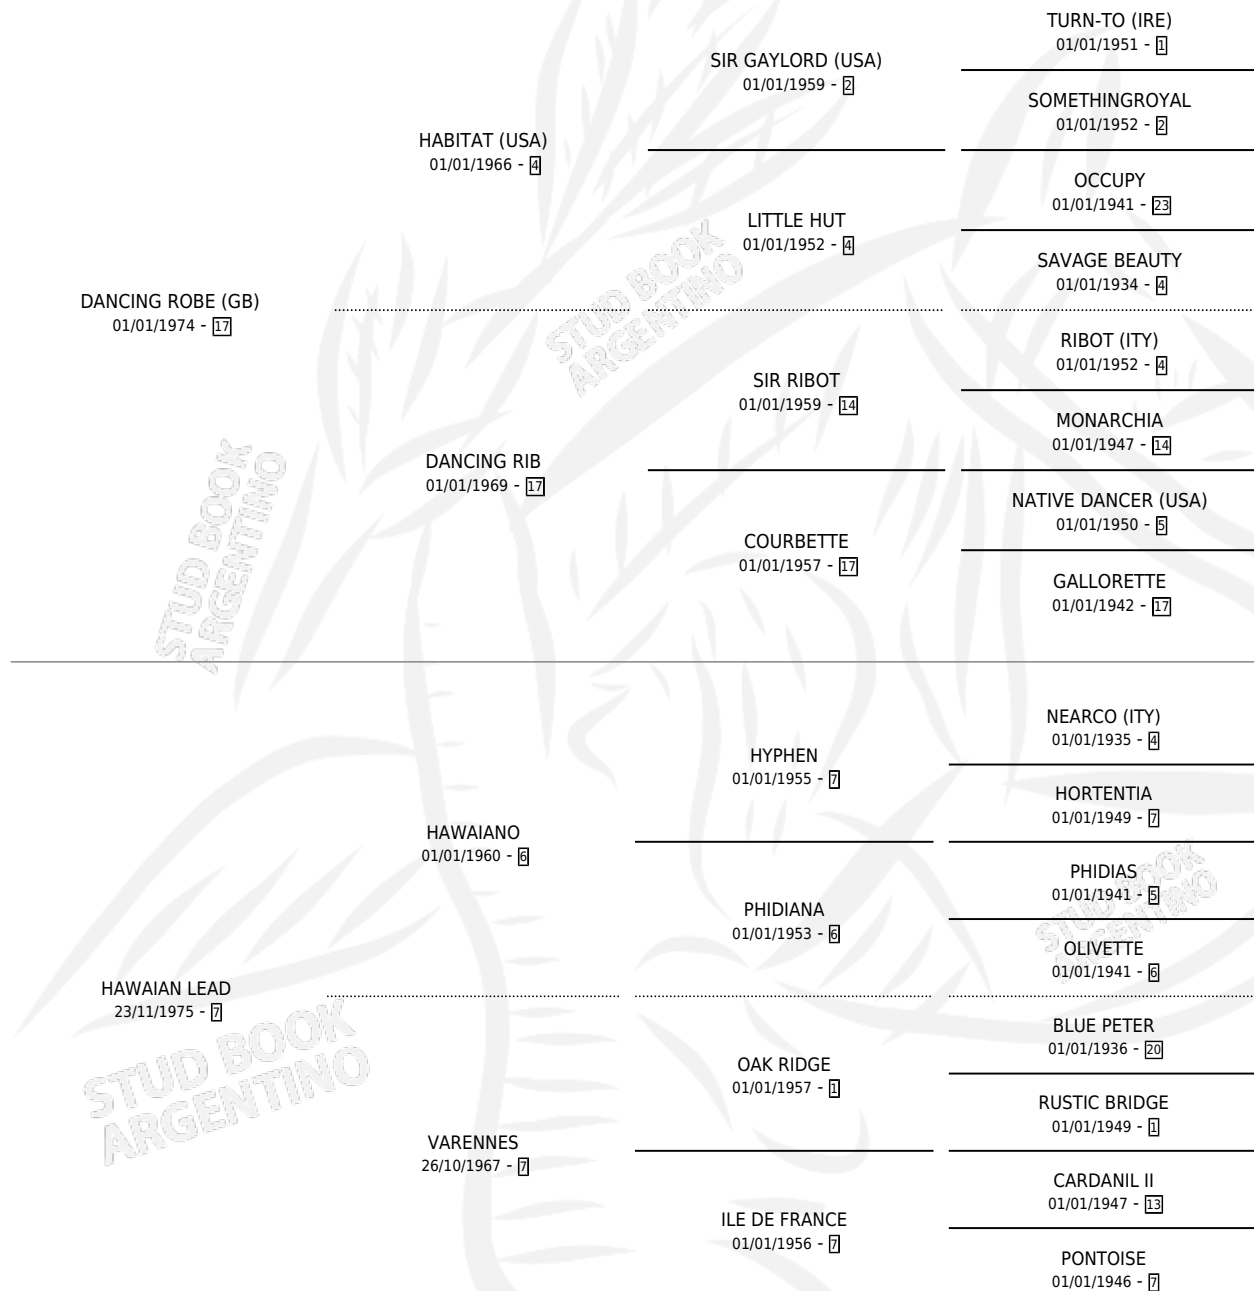 TURN-TO (IRE)
01/01/1951 - 1
SIR GAYLORD (USA)
01/01/1959 - 2
SOMETHINGROYAL
01/01/1952 - 2
HABITAT (USA)
01/01/1966 - 4
OCCUPY
01/01/1941 - 23
LITTLE HUT
01/01/1952 - 4
SAVAGE BEAUTY
01/01/1934 - 4
DANCING ROBE (GB)
01/01/1974 - 17
RIBOT (ITY)
01/01/1952 - 4
SIR RIBOT
01/01/1959 - 14
MONARCHIA
01/01/1947 - 14
DANCING RIB
01/01/1969 - 17
NATIVE DANCER (USA)
01/01/1950 - 5
COURBETTE
01/01/1957 - 17
GALLORETTE
01/01/1942 - 17
NEARCO (ITY)
01/01/1935 - 4
HYPHEN
01/01/1955 - 7
HORTENTIA
01/01/1949 - 7
HAWAIANO
01/01/1960 - 6
PHIDIAS
01/01/1941 - 5
PHIDIANA
01/01/1953 - 6
OLIVETTE
01/01/1941 - 6
HAWAIAN LEAD
23/11/1975 - 7
BLUE PETER
01/01/1936 - 20
OAK RIDGE
01/01/1957 - 1
RUSTIC BRIDGE
01/01/1949 - 1
VARENNES
26/10/1967 - 7
CARDANIL II
01/01/1947 - 13
ILE DE FRANCE
01/01/1956 - 7
PONTOISE
01/01/1946 - 7
STUD BOOK
ARGENTINO
STUD BOOK
ARGENTINO
STUD BOOK
ARGENTINO
STUD BOOK
ARGENTINO